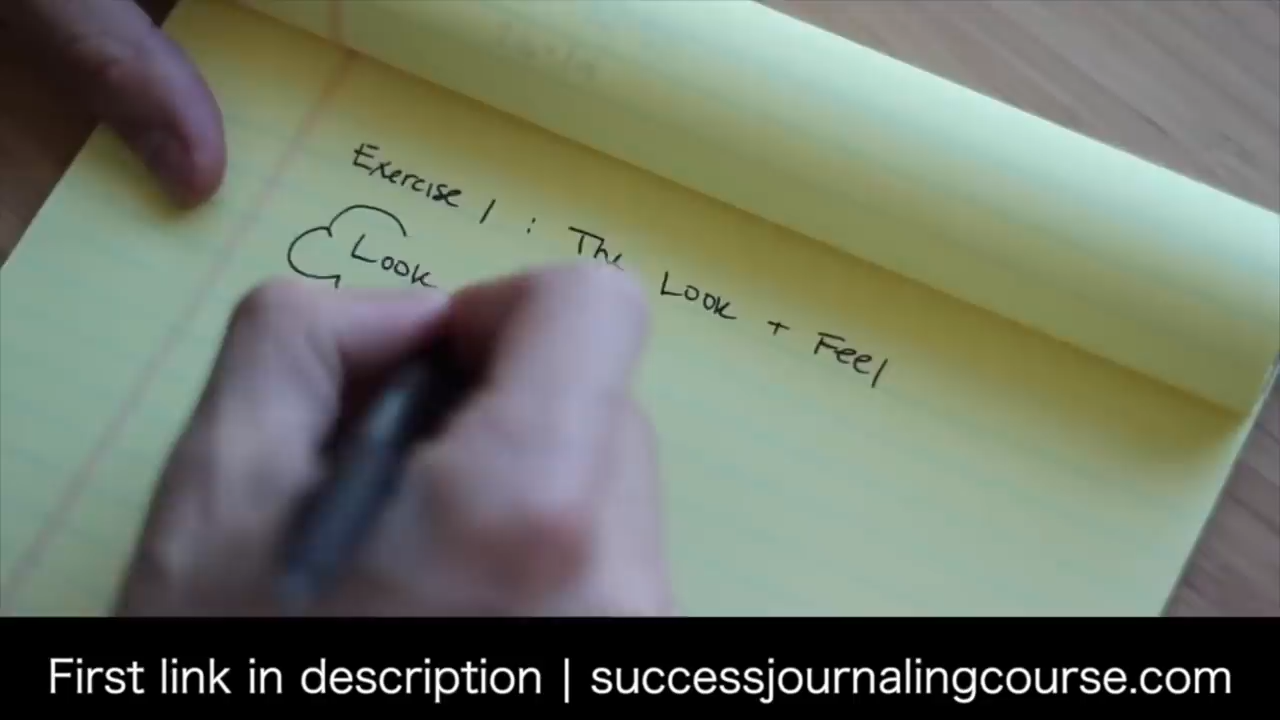 Exercise 1 : The Look + Feel
Look
First link in description | successjournalingcourse.com